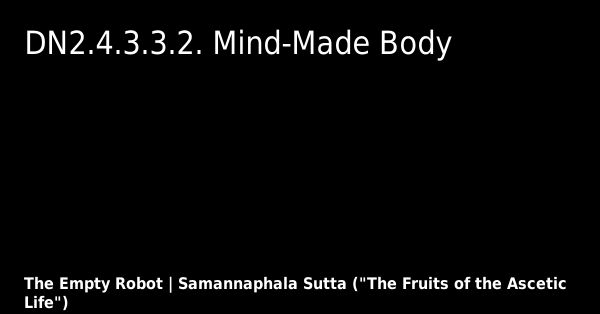 DN2.4.3.3.2. Mind-Made Body
The Empty Robot | Samannaphala Sutta ("The Fruits of the Ascetic
Life")